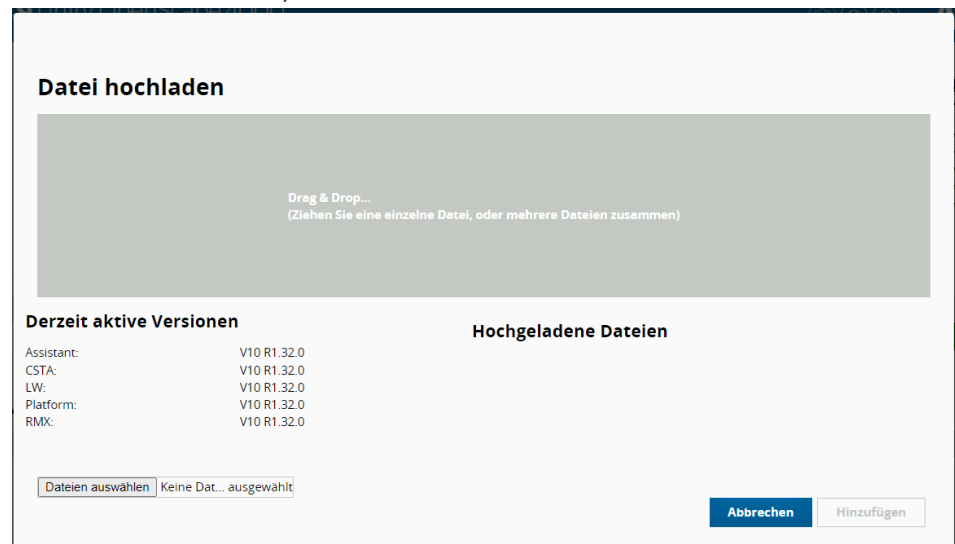 Datei hochladen
Drag & Drop...
(Ziehen Sie eine einzelne Datei, oder mehrere Dateien zusammen)
Derzeit aktive Versionen
Assistant: V10 R1.32.0
CSTA: V10 R1.32.0
LW: V10 R1.32.0
Platform: V10 R1.32.0
RMX: V10 R1.32.0
Hochgeladene Dateien
Dateien auswählen Keine Dat... ausgewählt
Abbrechen Hinzufügen